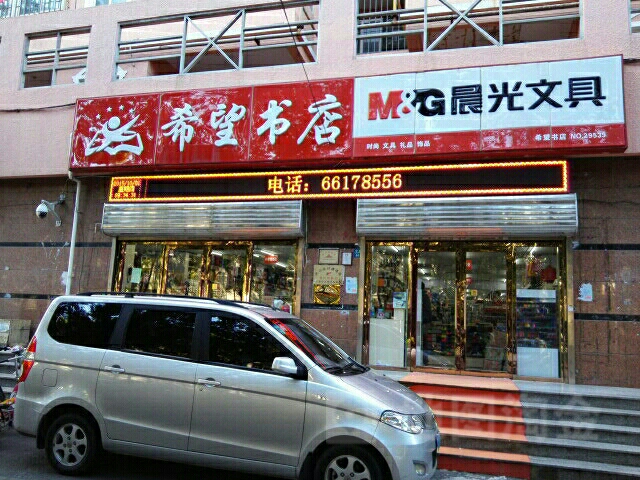 希望书店
M&G晨光文具
时尚 文具 礼品 饰品
希望书店 NO.29535
电话：66178556